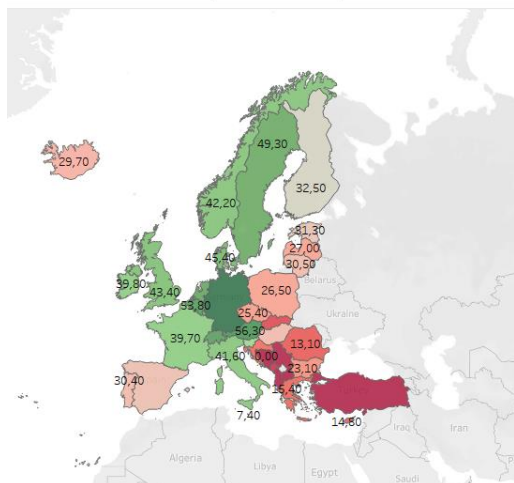 29,70
49,30
42,20
32,50
31,30
27,00
30,50
Belarus
45,40
39,80
43,40
53,80
26,50
25,40
Ukraine
56,30
39,70
13,10
0,00
41,60
23,10
30,40
15,40
7,40
14,80
Iraq
Iran
Algeria
Libya
Egypt
Saudi